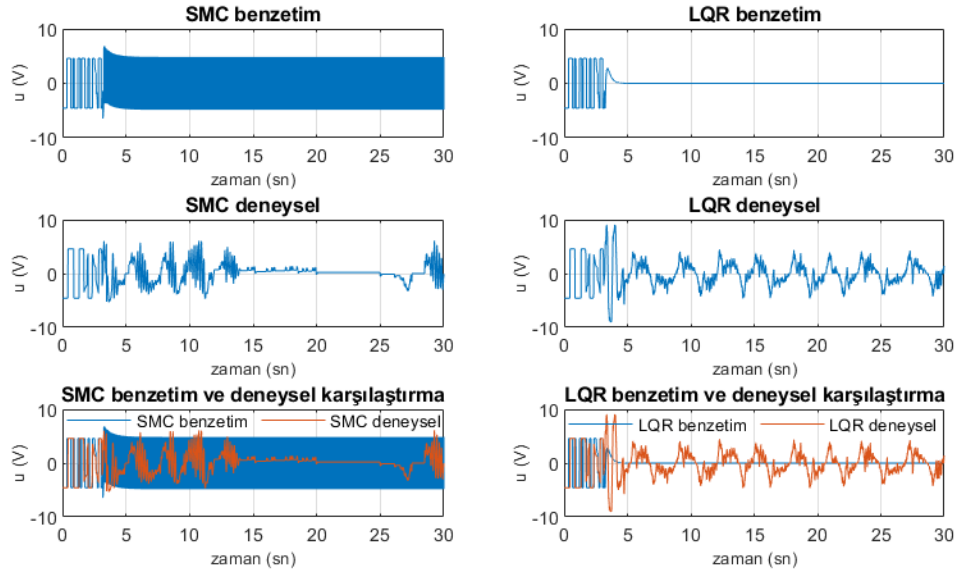 SMC benzetim
10
0
-10
u (V)
0 5 10 15 20 25 30
zaman (sn)
LQR benzetim
10
0
-10
u (V)
0 5 10 15 20 25 30
zaman (sn)
SMC deneysel
10
0
-10
u (V)
0 5 10 15 20 25 30
zaman (sn)
LQR deneysel
10
0
-10
u (V)
0 5 10 15 20 25 30
zaman (sn)
SMC benzetim ve deneysel karşılaştırma
SMC benzetim SMC deneysel
10
0
-10
u (V)
0 5 10 15 20 25 30
zaman (sn)
LQR benzetim ve deneysel karşılaştırma
LQR benzetim LQR deneysel
10
0
-10
u (V)
0 5 10 15 20 25 30
zaman (sn)